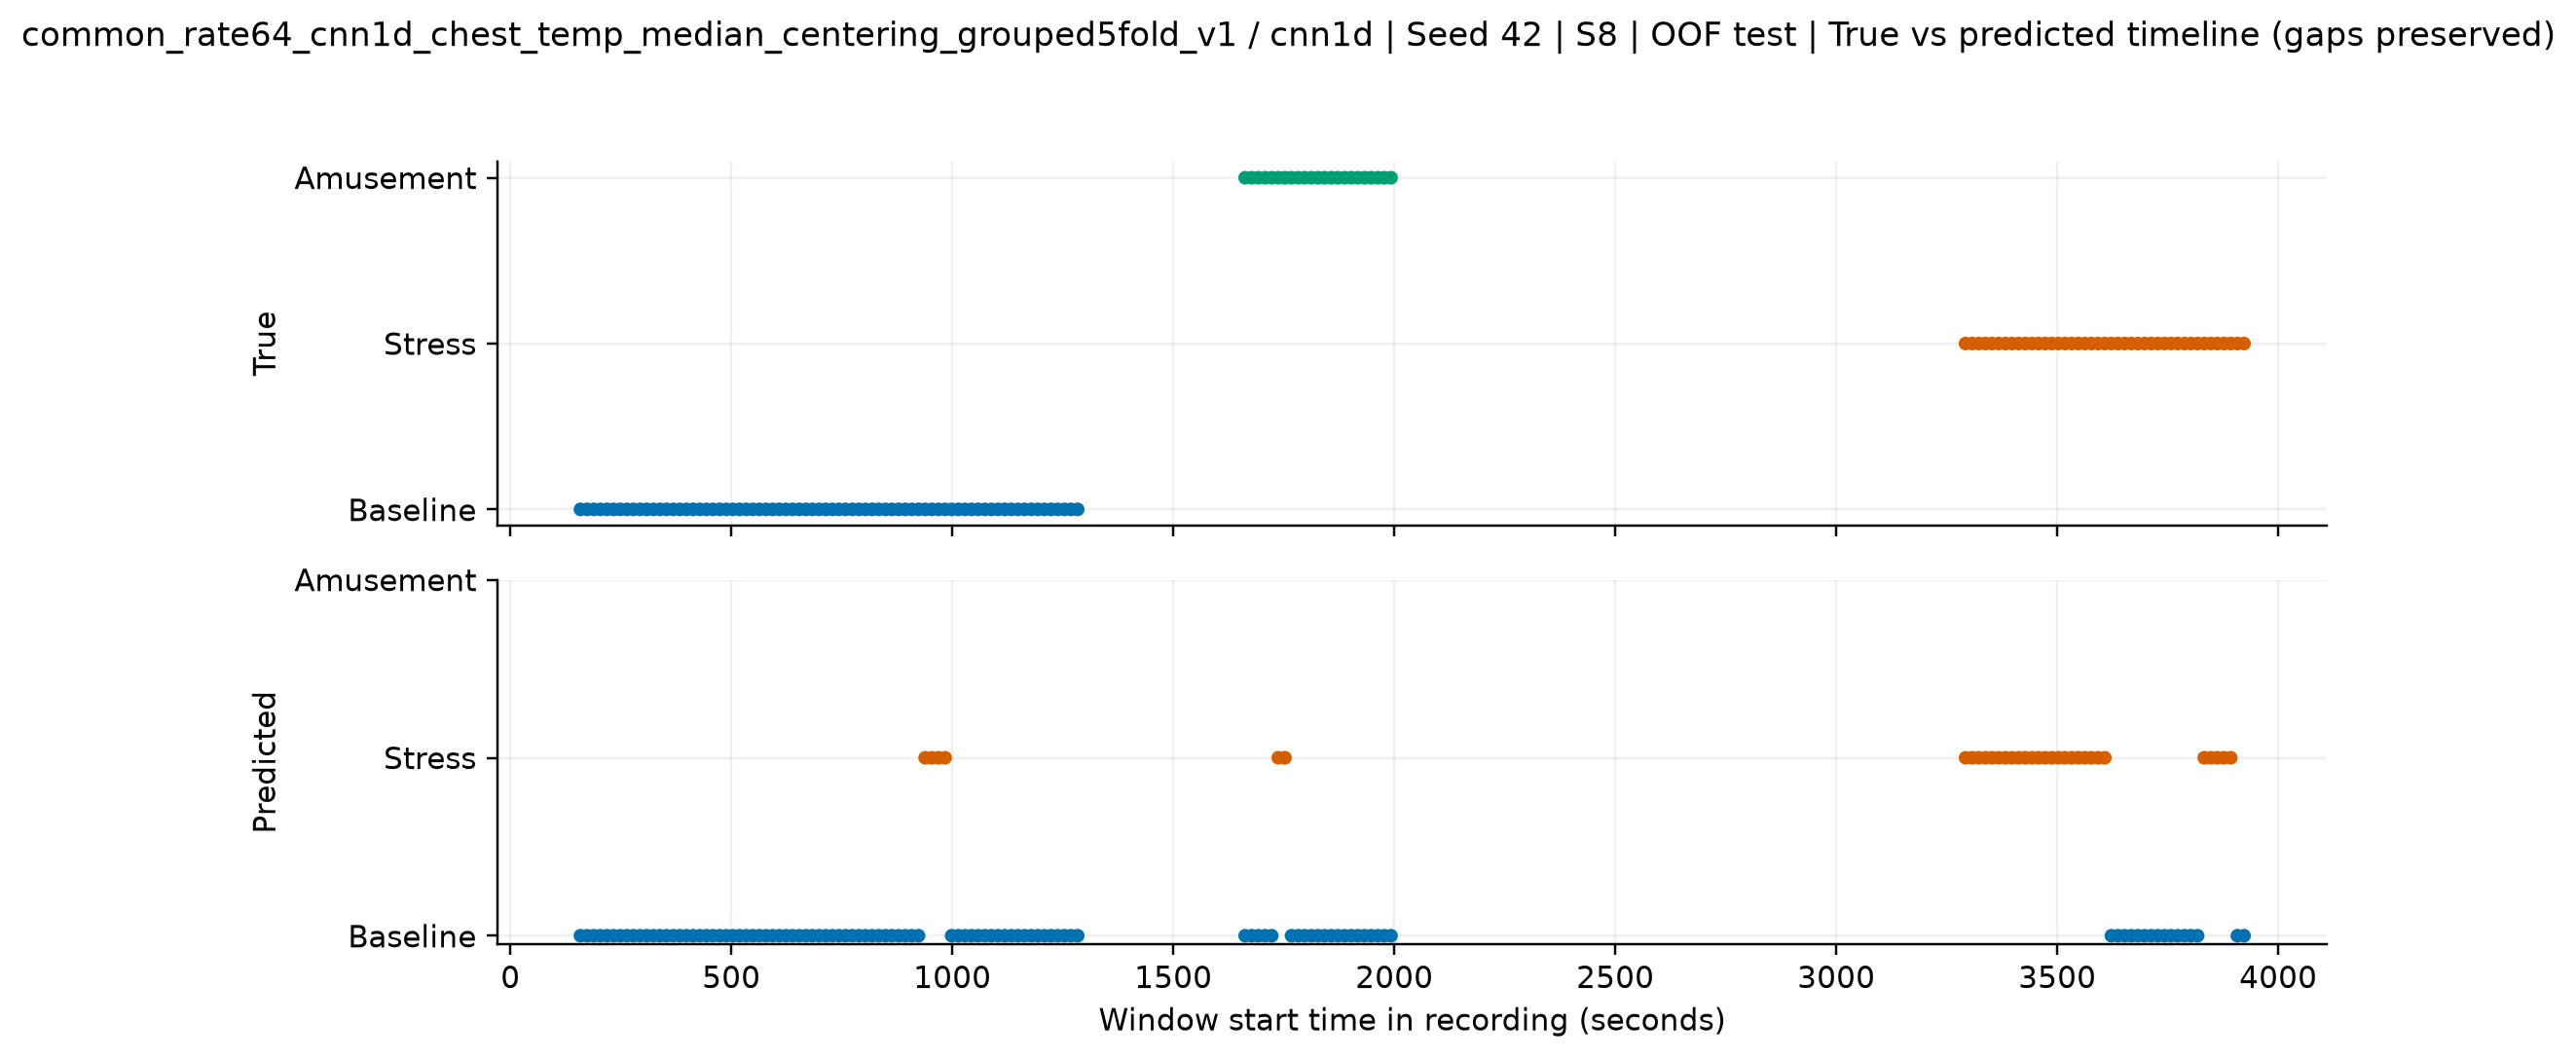 common_rate64_cnn1d_chest_temp_median_centering_grouped5fold_v1 / cnn1d | Seed 42 | S8 | OOF test | True vs predicted timeline (gaps preserved)
Amusement
Stress
Baseline
True
Amusement
Stress
Baseline
Predicted
0 500 1000 1500 2000 2500 3000 3500 4000
Window start time in recording (seconds)